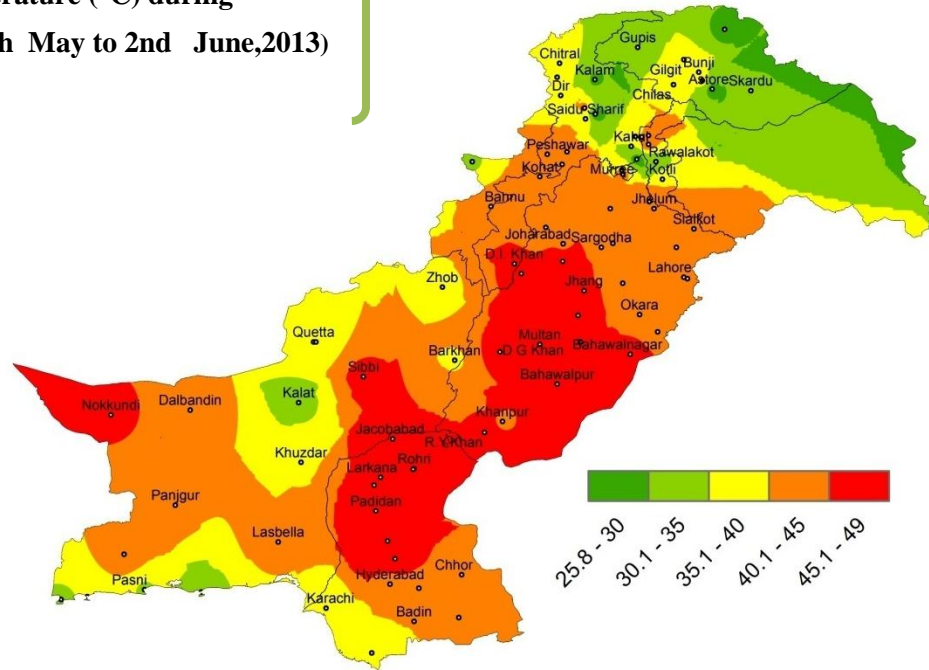 erature (°C) during
h May to 2nd June,2013)
Gupis
Chitral
Bunji
Gilgit
Kalam
Astore Skardu
Dir
Chilas
Saidu Sharif
Peshawar
Rawalakot
Kohat
Kotli
Bannu
Jhelum
Sialkot
Joharabad
Sargodha
D.I. Khan
Lahore
Zhob
Jhang
Okara
Quetta
Multan
Bahawalnagar
Barkhan
D G Khan
Sibbi
Bahawalpur
Kalat
Dalbandin
Nokkundi
Khanpur
Jacobabad
R.Y.Khan
Khuzdar
Rohri
Larkana
Panjgur
Padidan
Lasbella
Chhor
Pasni
Hyderabad
Karachi
Badin
25.8 - 30
30.1 - 35
35.1 - 40
40.1 - 45
45.1 - 49